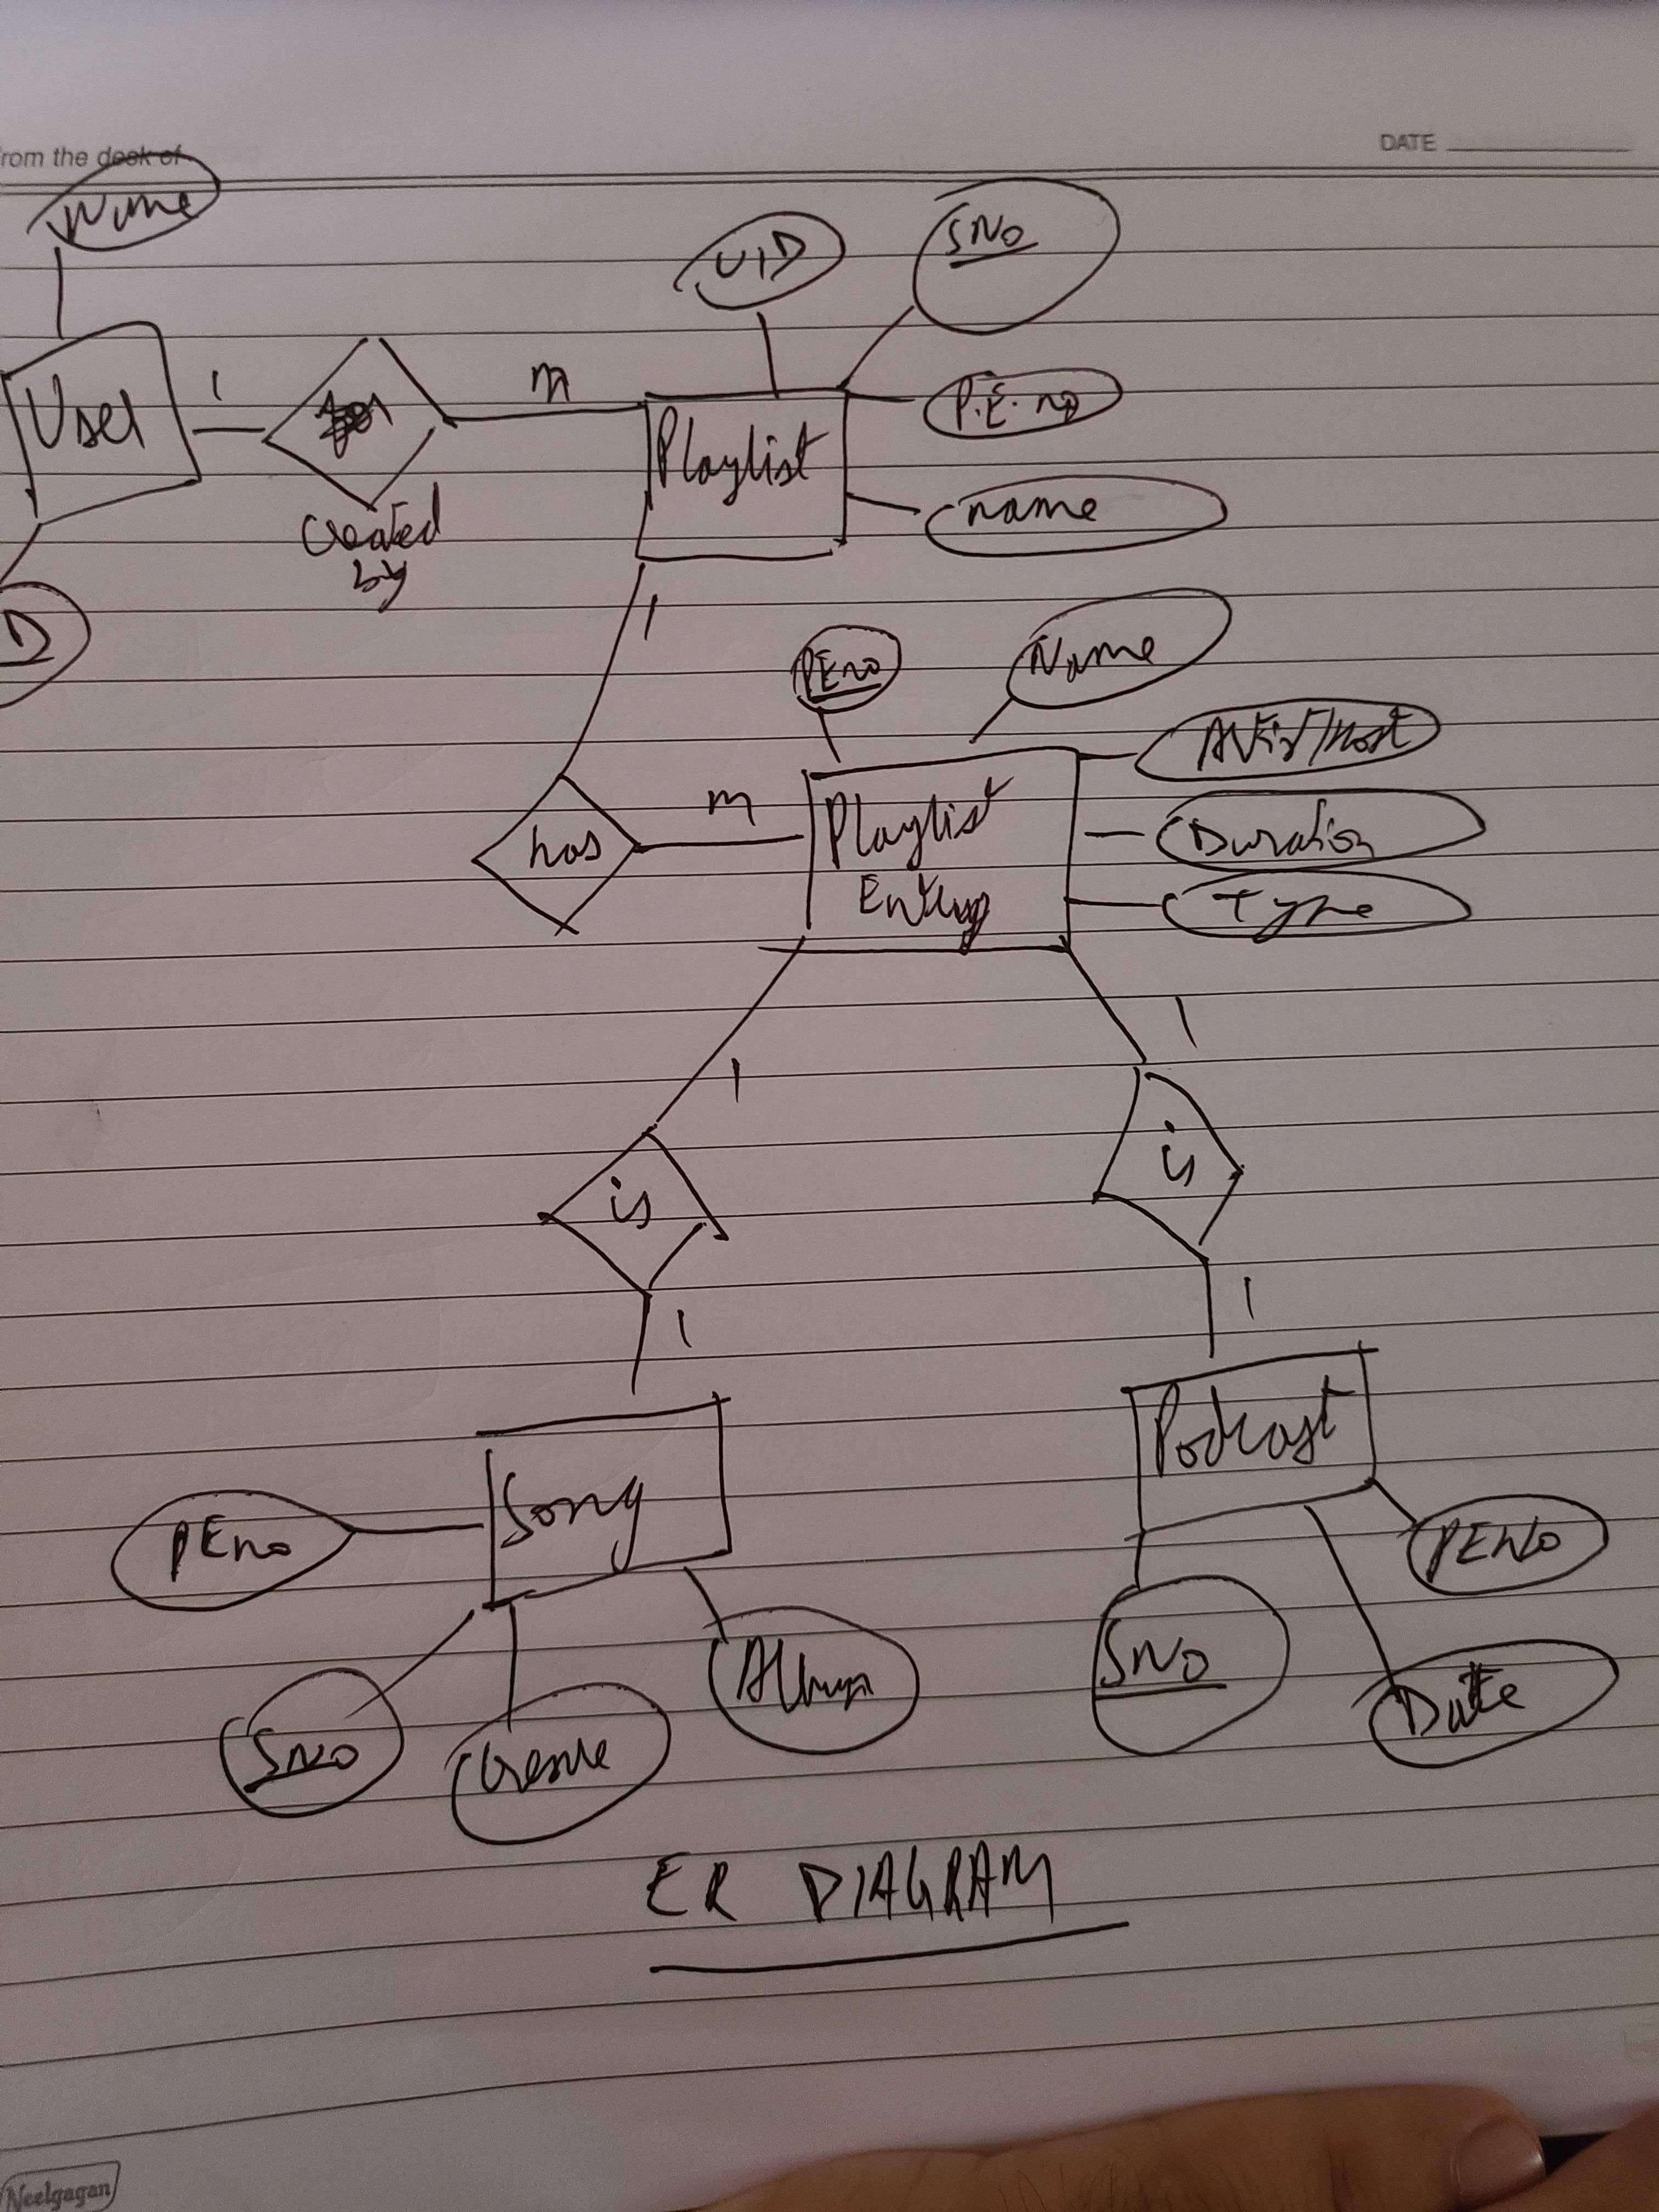 rom the desk of
DATE
Name
UID
SNo
User
1
m
Playlist
P.E. no
name
Created
by
D
1
PEno
Name
Artist/Host
has
m
Playlist
Entry
Duration
Type
1
1
is
is
1
1
Song
Podcast
PEno
PENo
SNo
Genre
Album
SNo
Date
ER DIAGRAM
Neelgagan